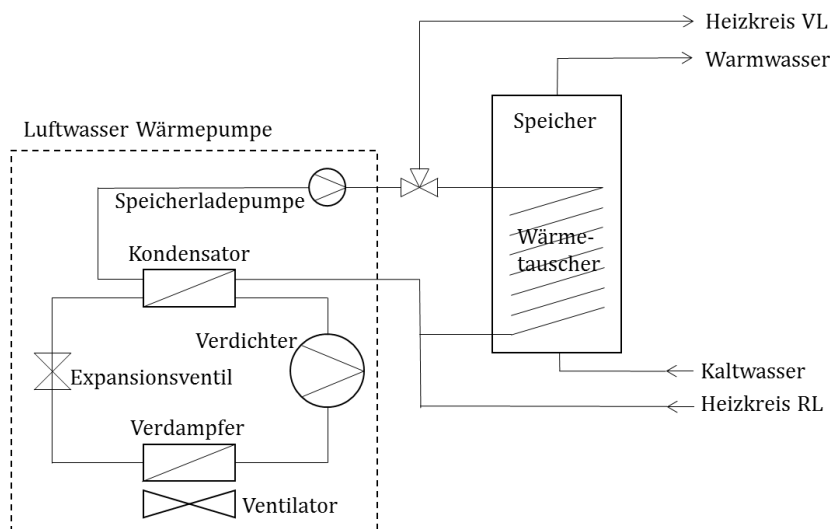 Heizkreis VL
Warmwasser
Speicher
Luftwasser Wärmepumpe
Speicherladepumpe
Wärme-
tauscher
Kondensator
Verdichter
Expansionsventil
Kaltwasser
Heizkreis RL
Verdampfer
Ventilator